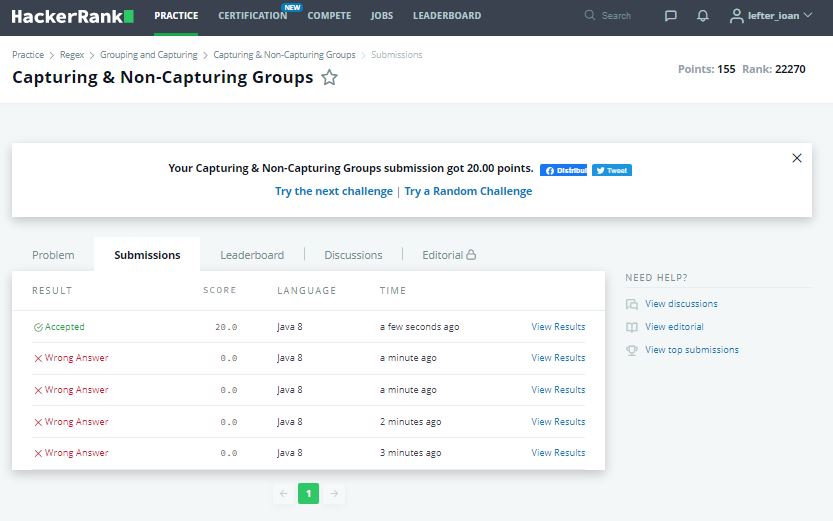 HackerRank PRACTICE CERTIFICATION NEW COMPETE JOBS LEADERBOARD Search lefter_ioan
Practice > Regex > Grouping and Capturing > Capturing & Non-Capturing Groups > Submissions
Capturing & Non-Capturing Groups
Points: 155 Rank: 22270
Your Capturing & Non-Capturing Groups submission got 20.00 points. Distribui Tweet
Try the next challenge | Try a Random Challenge
Problem Submissions Leaderboard Discussions Editorial
RESULT SCORE LANGUAGE TIME
Accepted 20.0 Java 8 a few seconds ago View Results
Wrong Answer 0.0 Java 8 a minute ago View Results
Wrong Answer 0.0 Java 8 a minute ago View Results
Wrong Answer 0.0 Java 8 2 minutes ago View Results
Wrong Answer 0.0 Java 8 3 minutes ago View Results
1
NEED HELP?
View discussions
View editorial
View top submissions